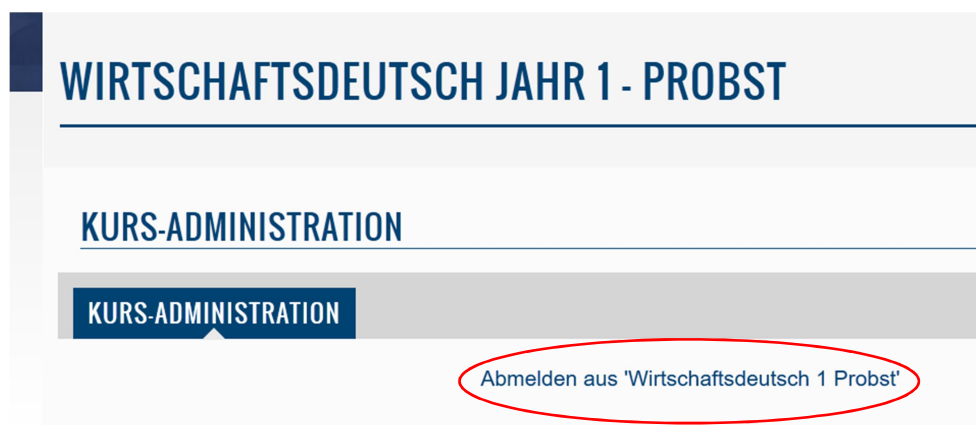 WIRTSCHAFTSDEUTSCH JAHR 1 - PROBST
KURS-ADMINISTRATION
KURS-ADMINISTRATION
Abmelden aus 'Wirtschaftsdeutsch 1 Probst'